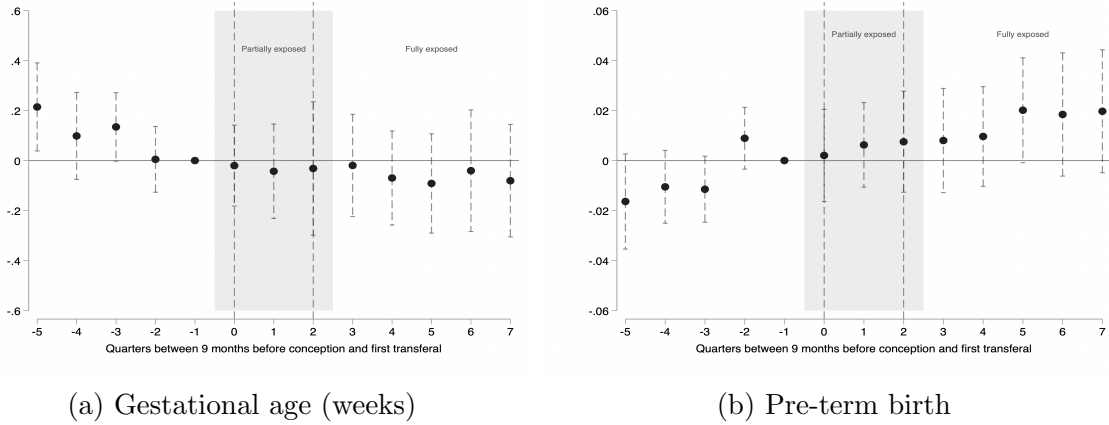 .6
.4
.2
0
-.2
-.4
-.6
Partially exposed
Fully exposed
-5 -4 -3 -2 -1 0 1 2 3 4 5 6 7
Quarters between 9 months before conception and first transferal
(a) Gestational age (weeks)
.06
.04
.02
0
-.02
-.04
-.06
Partially exposed
Fully exposed
-5 -4 -3 -2 -1 0 1 2 3 4 5 6 7
Quarters between 9 months before conception and first transferal
(b) Pre-term birth